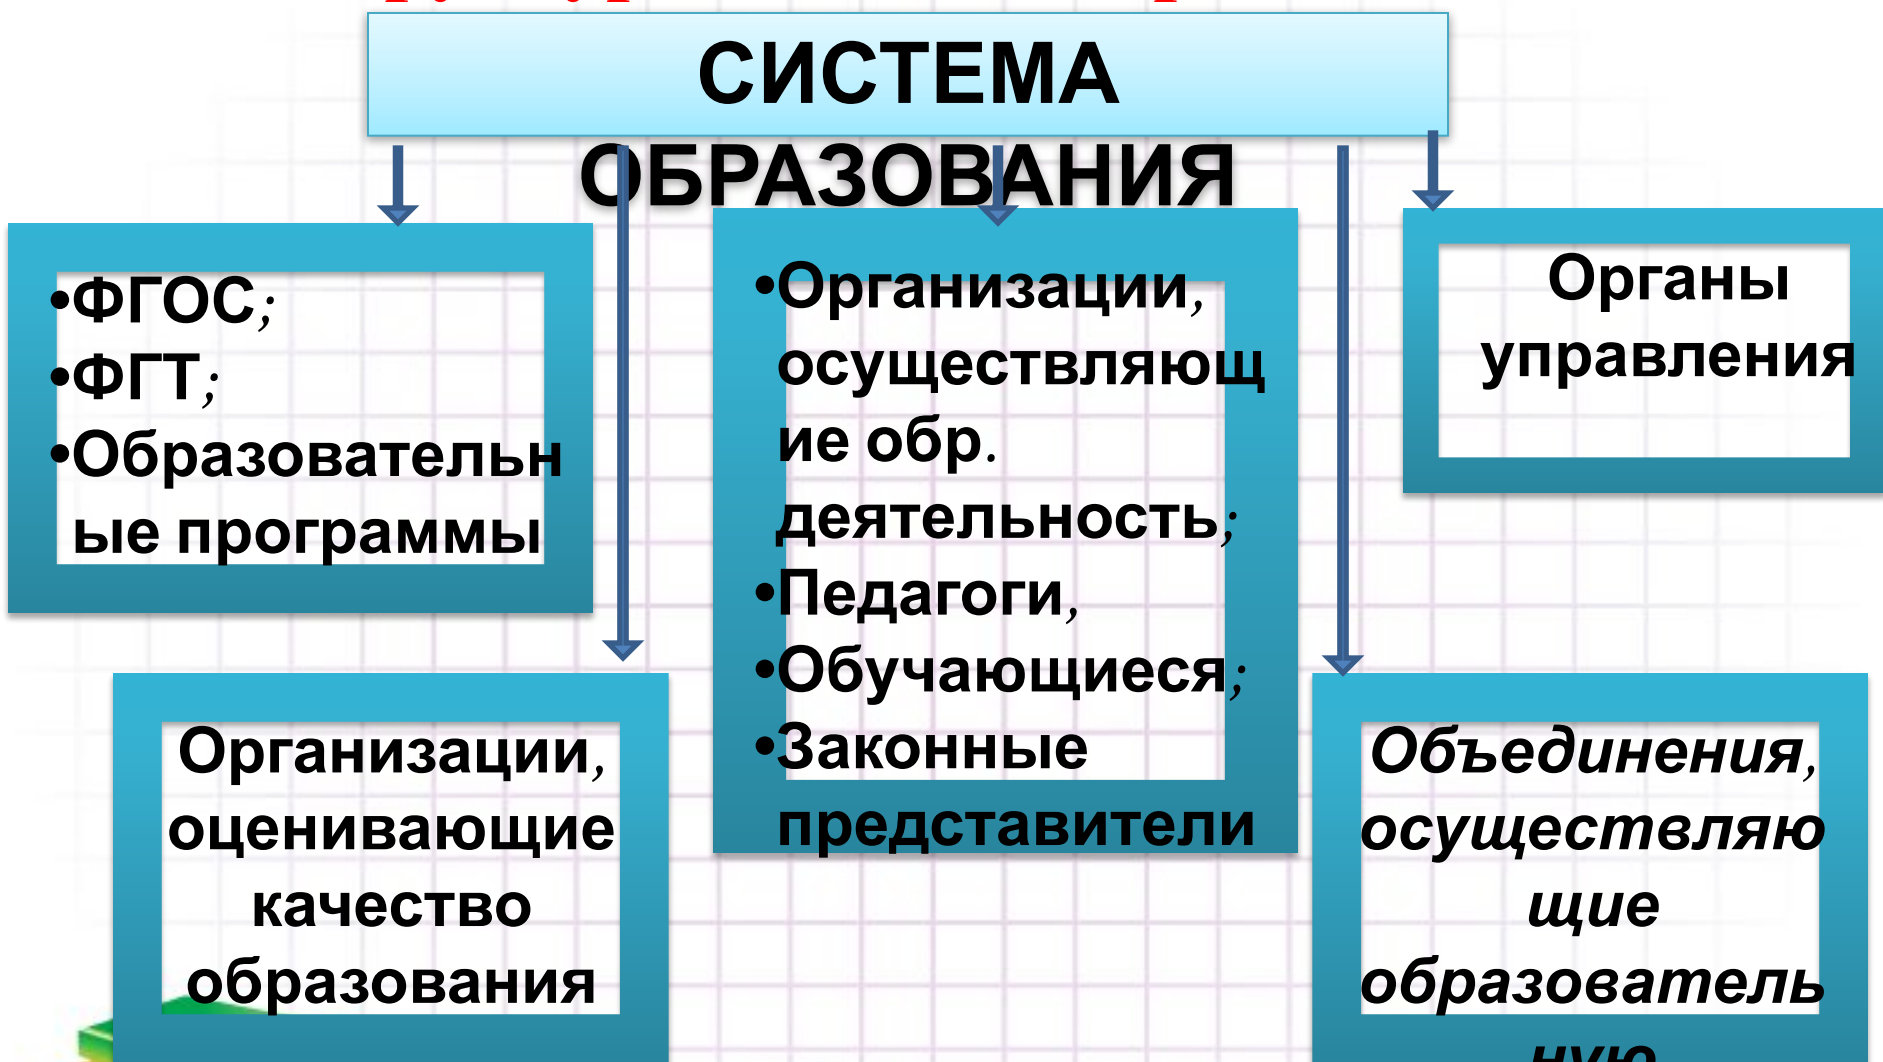 СИСТЕМА
ОБРАЗОВАНИЯ
•ФГОС;
•ФГТ;
•Образовательн
ые программы
•Организации,
осуществляющ
ие обр.
деятельность;
•Педагоги,
•Обучающиеся;
•Законные
представители
Органы
управления
Организации,
оценивающие
качество
образования
Объединения,
осуществляю
щие
образователь
ную